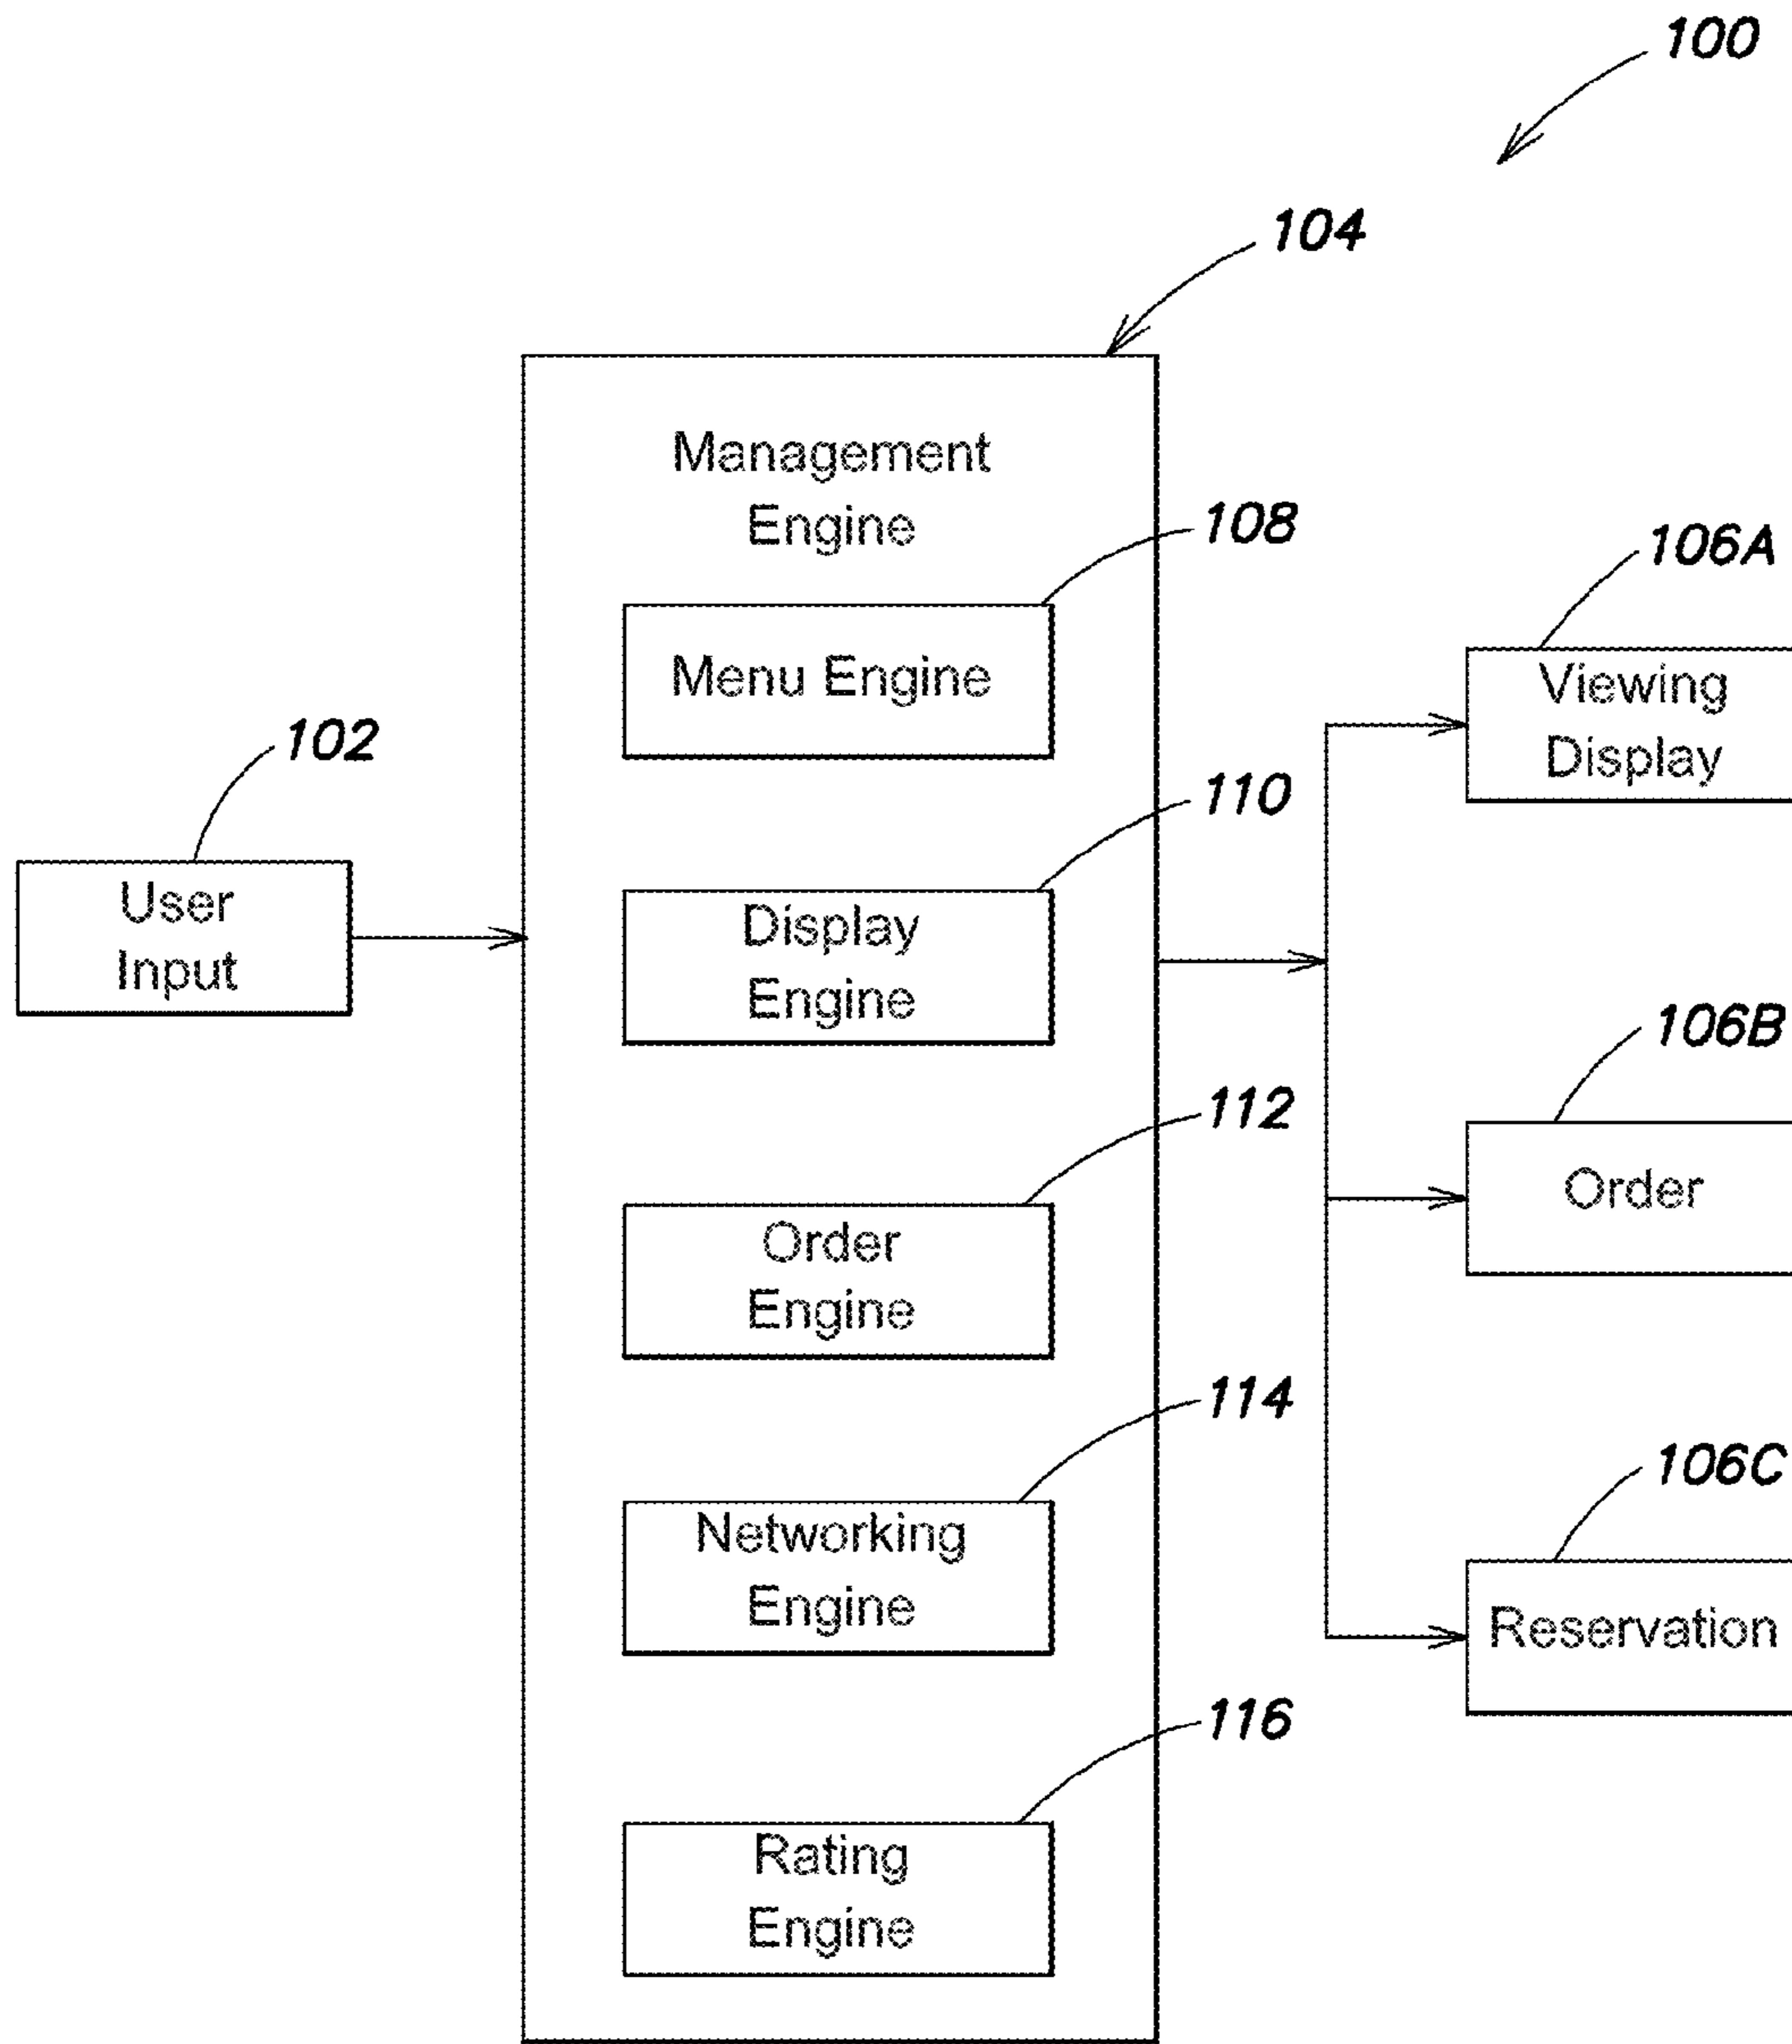 100
104
Management
Engine
108
Menu Engine
106A
Viewing
Display
102
User
Input
110
Display
Engine
106B
Order
112
Order
Engine
114
Networking
Engine
106C
Reservation
116
Rating
Engine